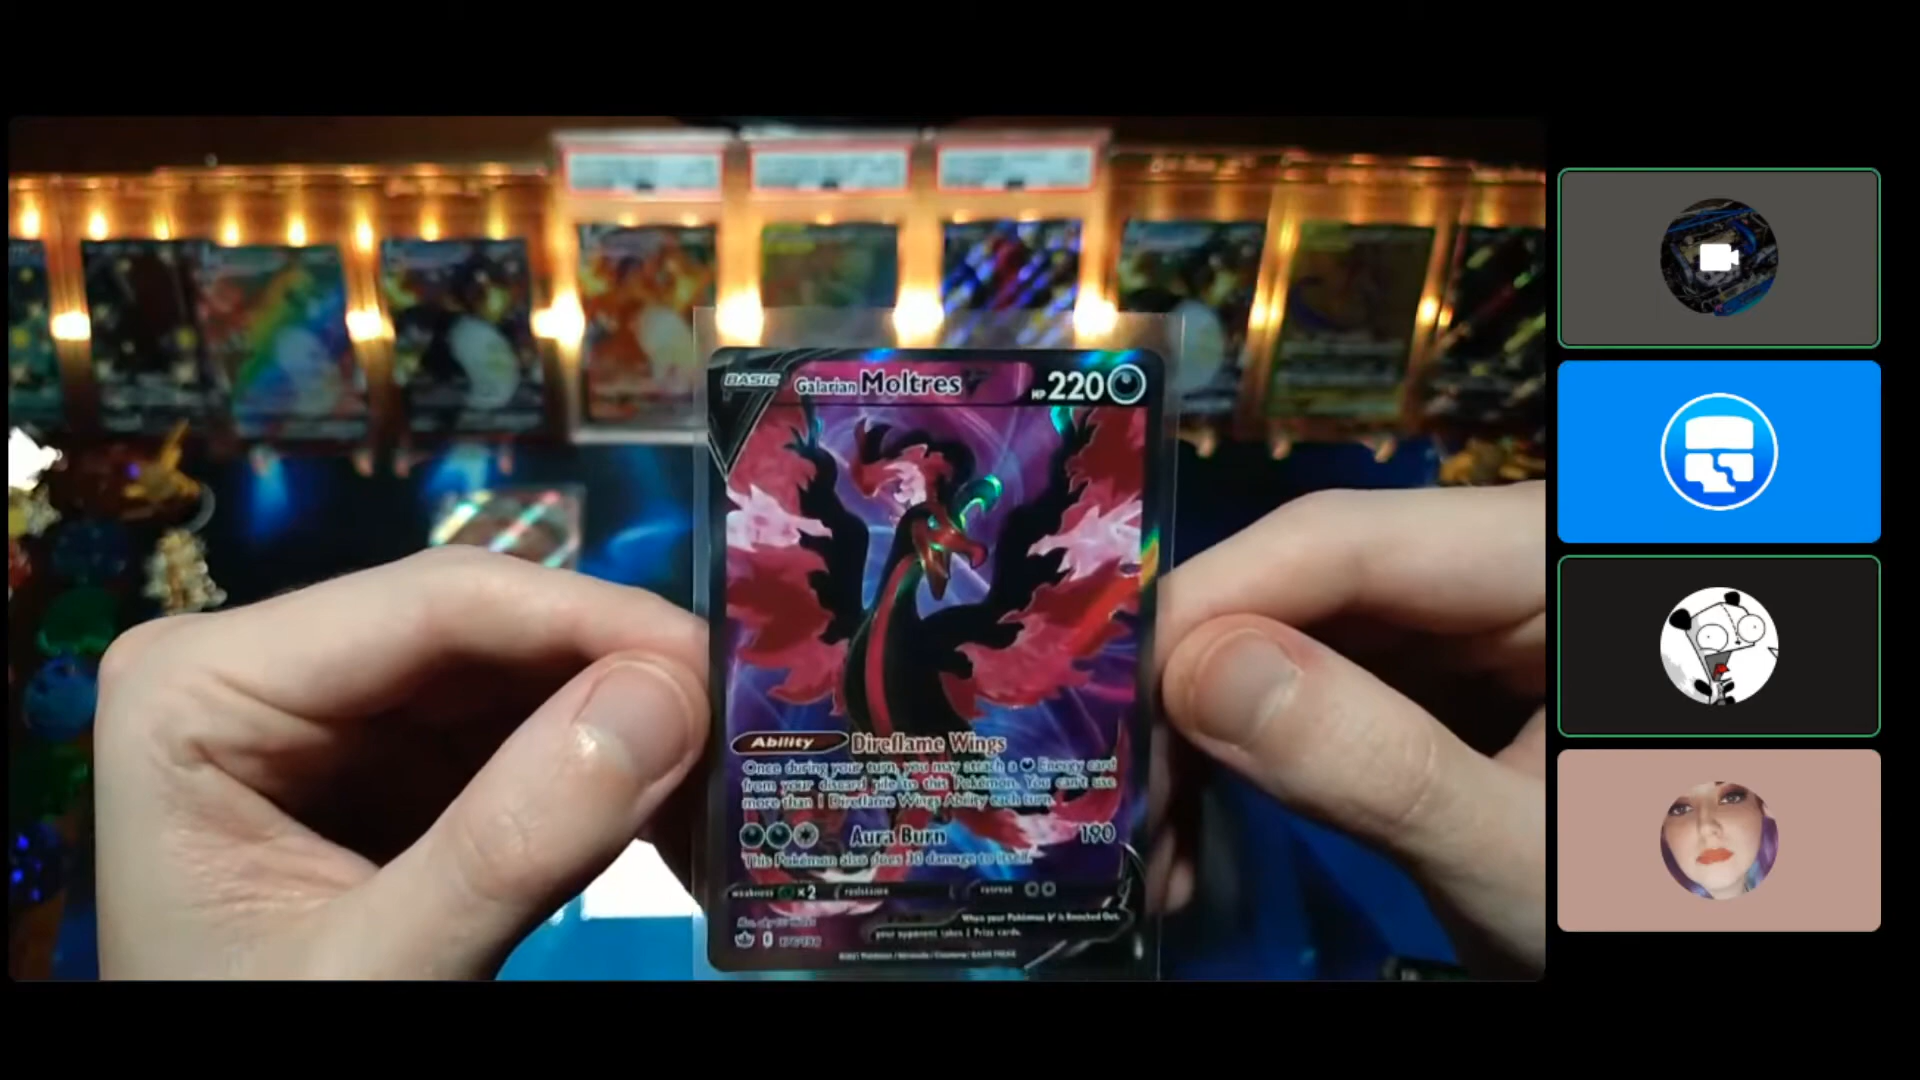 BASIC
Galarian Moltres V
HP 220
Ability Direflame Wings
Once during your turn, you may attach a Energy card
from your discard pile to this Pokémon. You can't use
more than 1 Direflame Wings Ability each turn.
Aura Burn 190
This Pokémon also does 30 damage to itself.
weakness ×2 resistance retreat
When your Pokémon V is Knocked Out,
your opponent takes 2 Prize cards.